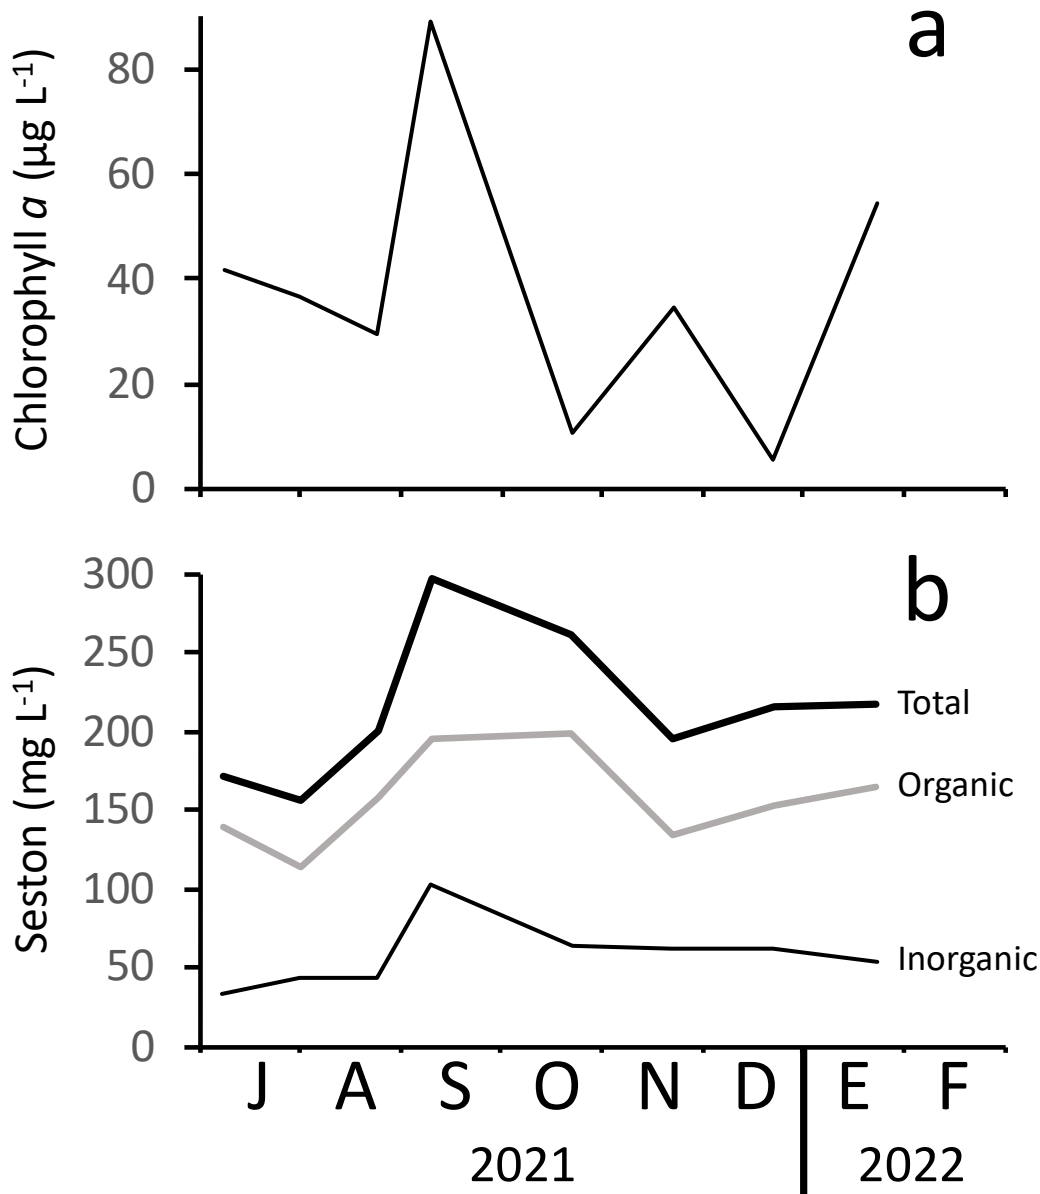 a
Chlorophyll a (µg L-1)
80
60
40
20
0
b
Seston (mg L-1)
300
250
200
150
100
50
0
Total
Organic
Inorganic
J A S O N D E F
2021 2022